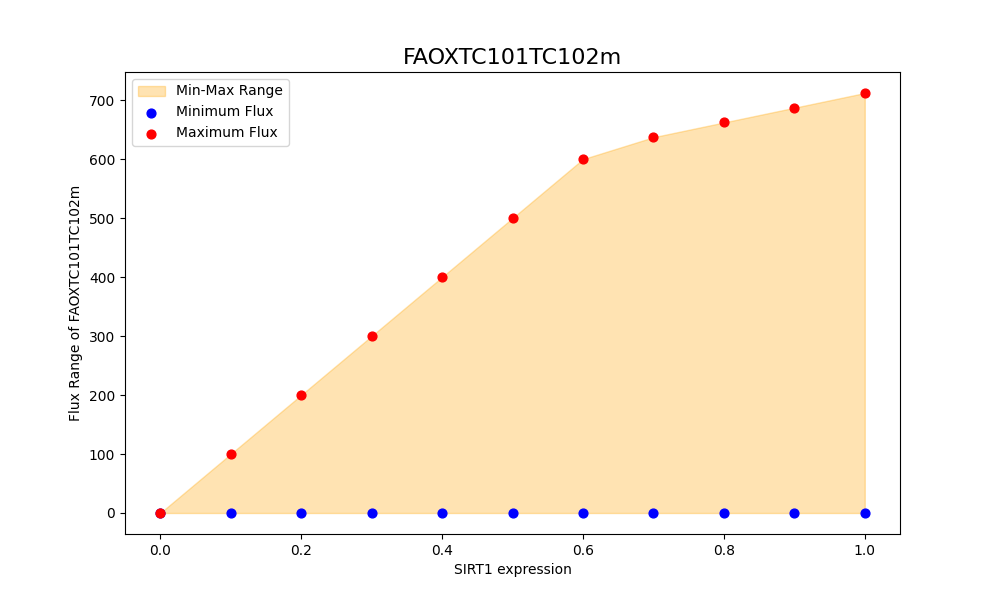 FAOXTC101TC102m
Min-Max Range
Minimum Flux
Maximum Flux
Flux Range of FAOXTC101TC102m
700
600
500
400
300
200
100
0
0.0 0.2 0.4 0.6 0.8 1.0
SIRT1 expression